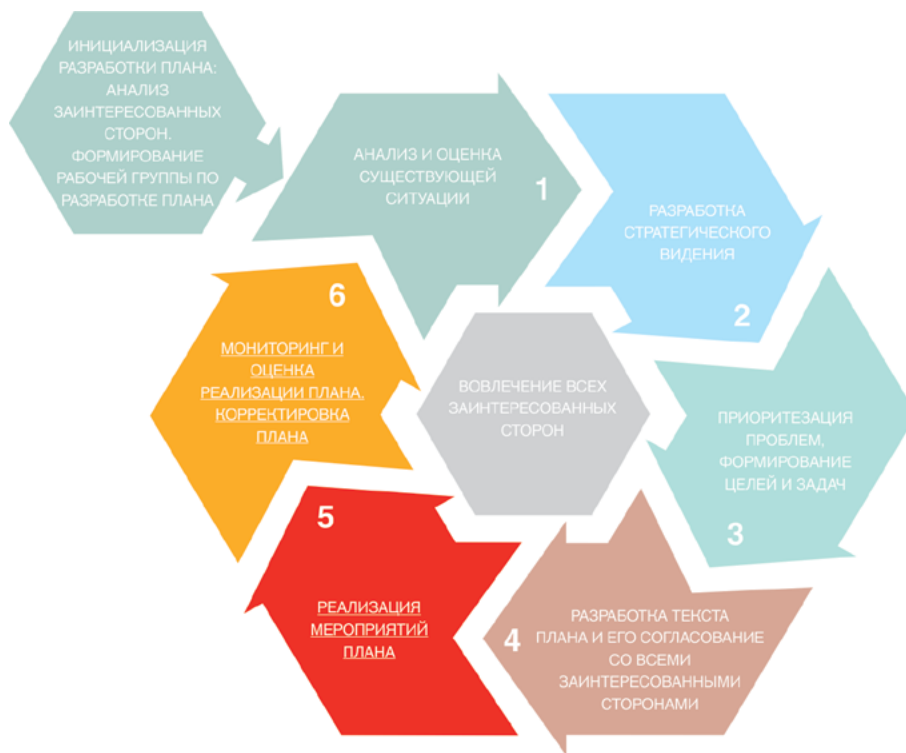 ИНИЦИАЛИЗАЦИЯ
РАЗРАБОТКИ ПЛАНА:
АНАЛИЗ
ЗАИНТЕРЕСОВАННЫХ
СТОРОН.
ФОРМИРОВАНИЕ
РАБОЧЕЙ ГРУППЫ ПО
РАЗРАБОТКЕ ПЛАНА
АНАЛИЗ И ОЦЕНКА
СУЩЕСТВУЮЩЕЙ
СИТУАЦИИ
1
РАЗРАБОТКА
СТРАТЕГИЧЕСКОГО
ВИДЕНИЯ
2
ПРИОРИТЕЗАЦИЯ
ПРОБЛЕМ,
ФОРМИРОВАНИЕ
ЦЕЛЕЙ И ЗАДАЧ
3
РАЗРАБОТКА ТЕКСТА
ПЛАНА И ЕГО СОГЛАСОВАНИЕ
СО ВСЕМИ
ЗАИНТЕРЕСОВАННЫМИ
СТОРОНАМИ
4
5
РЕАЛИЗАЦИЯ
МЕРОПРИЯТИЙ
ПЛАНА
6
МОНИТОРИНГ И
ОЦЕНКА
РЕАЛИЗАЦИИ ПЛАНА.
КОРРЕКТИРОВКА
ПЛАНА
ВОВЛЕЧЕНИЕ ВСЕХ
ЗАИНТЕРЕСОВАННЫХ
СТОРОН